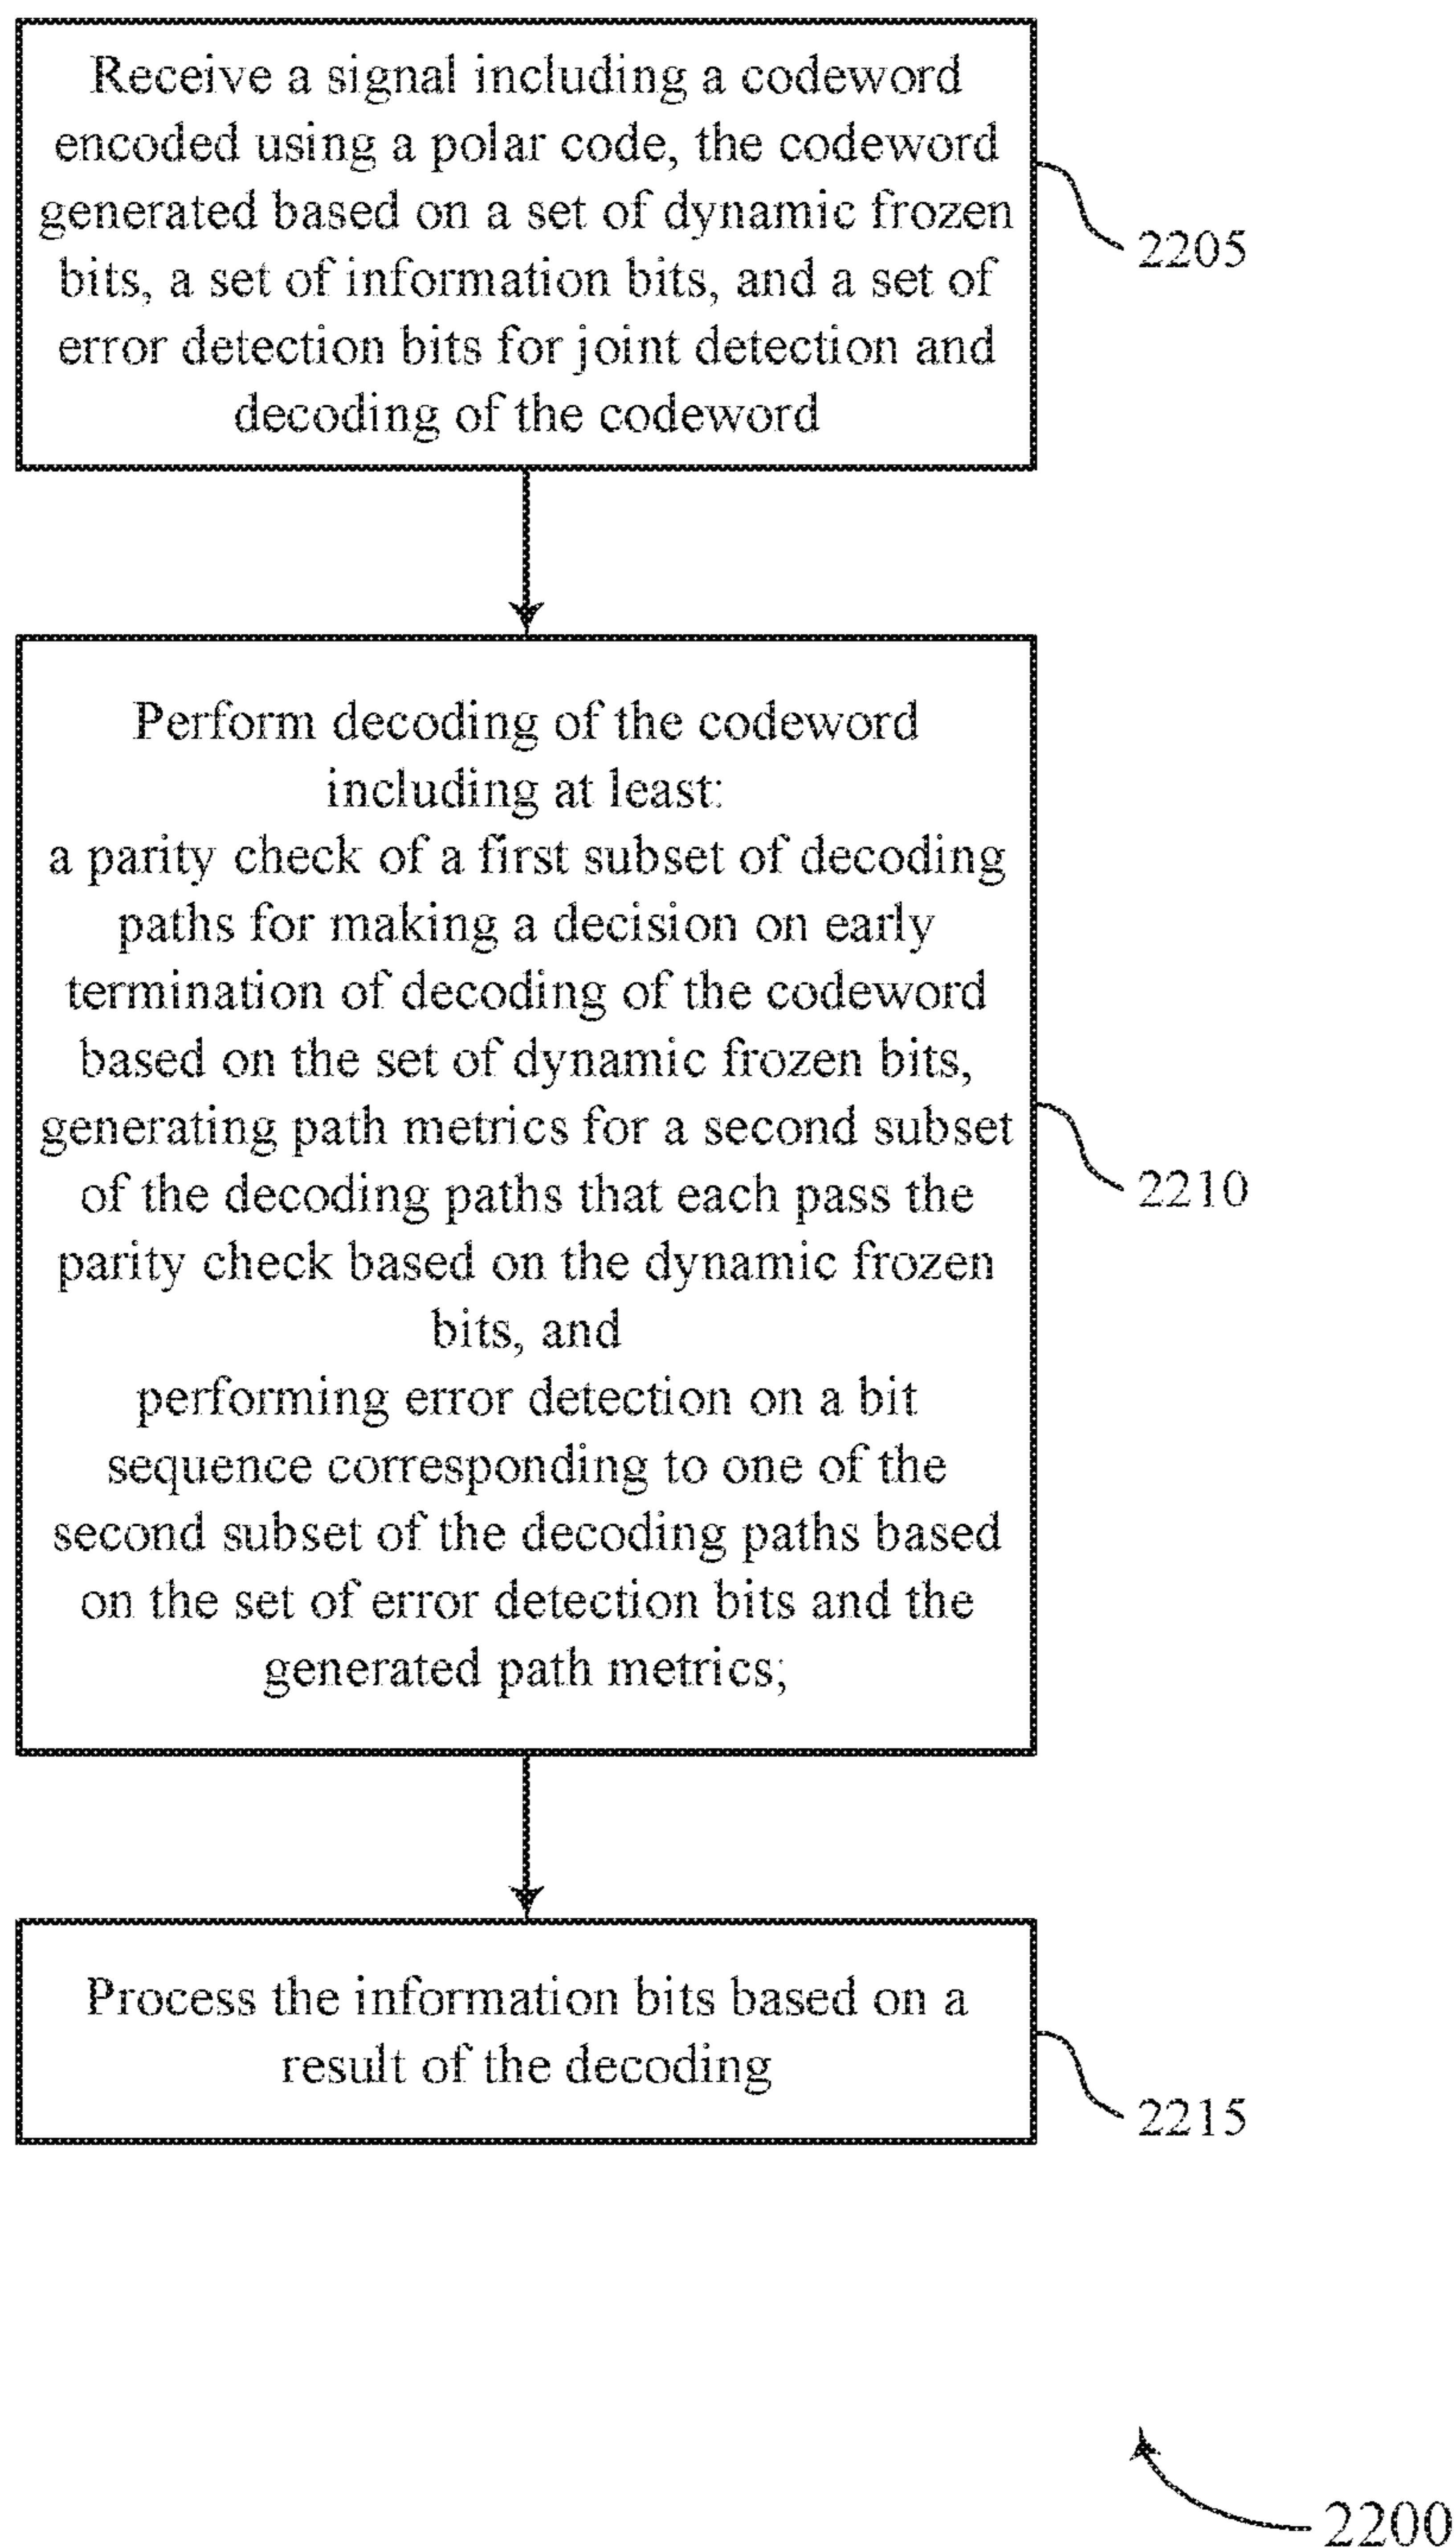 Receive a signal including a codeword
encoded using a polar code, the codeword
generated based on a set of dynamic frozen
bits, a set of information bits, and a set of
error detection bits for joint detection and
decoding of the codeword
2205
Perform decoding of the codeword
including at least:
a parity check of a first subset of decoding
paths for making a decision on early
termination of decoding of the codeword
based on the set of dynamic frozen bits,
generating path metrics for a second subset
of the decoding paths that each pass the
parity check based on the dynamic frozen
bits, and
performing error detection on a bit
sequence corresponding to one of the
second subset of the decoding paths based
on the set of error detection bits and the
generated path metrics;
2210
Process the information bits based on a
result of the decoding
2215
2200